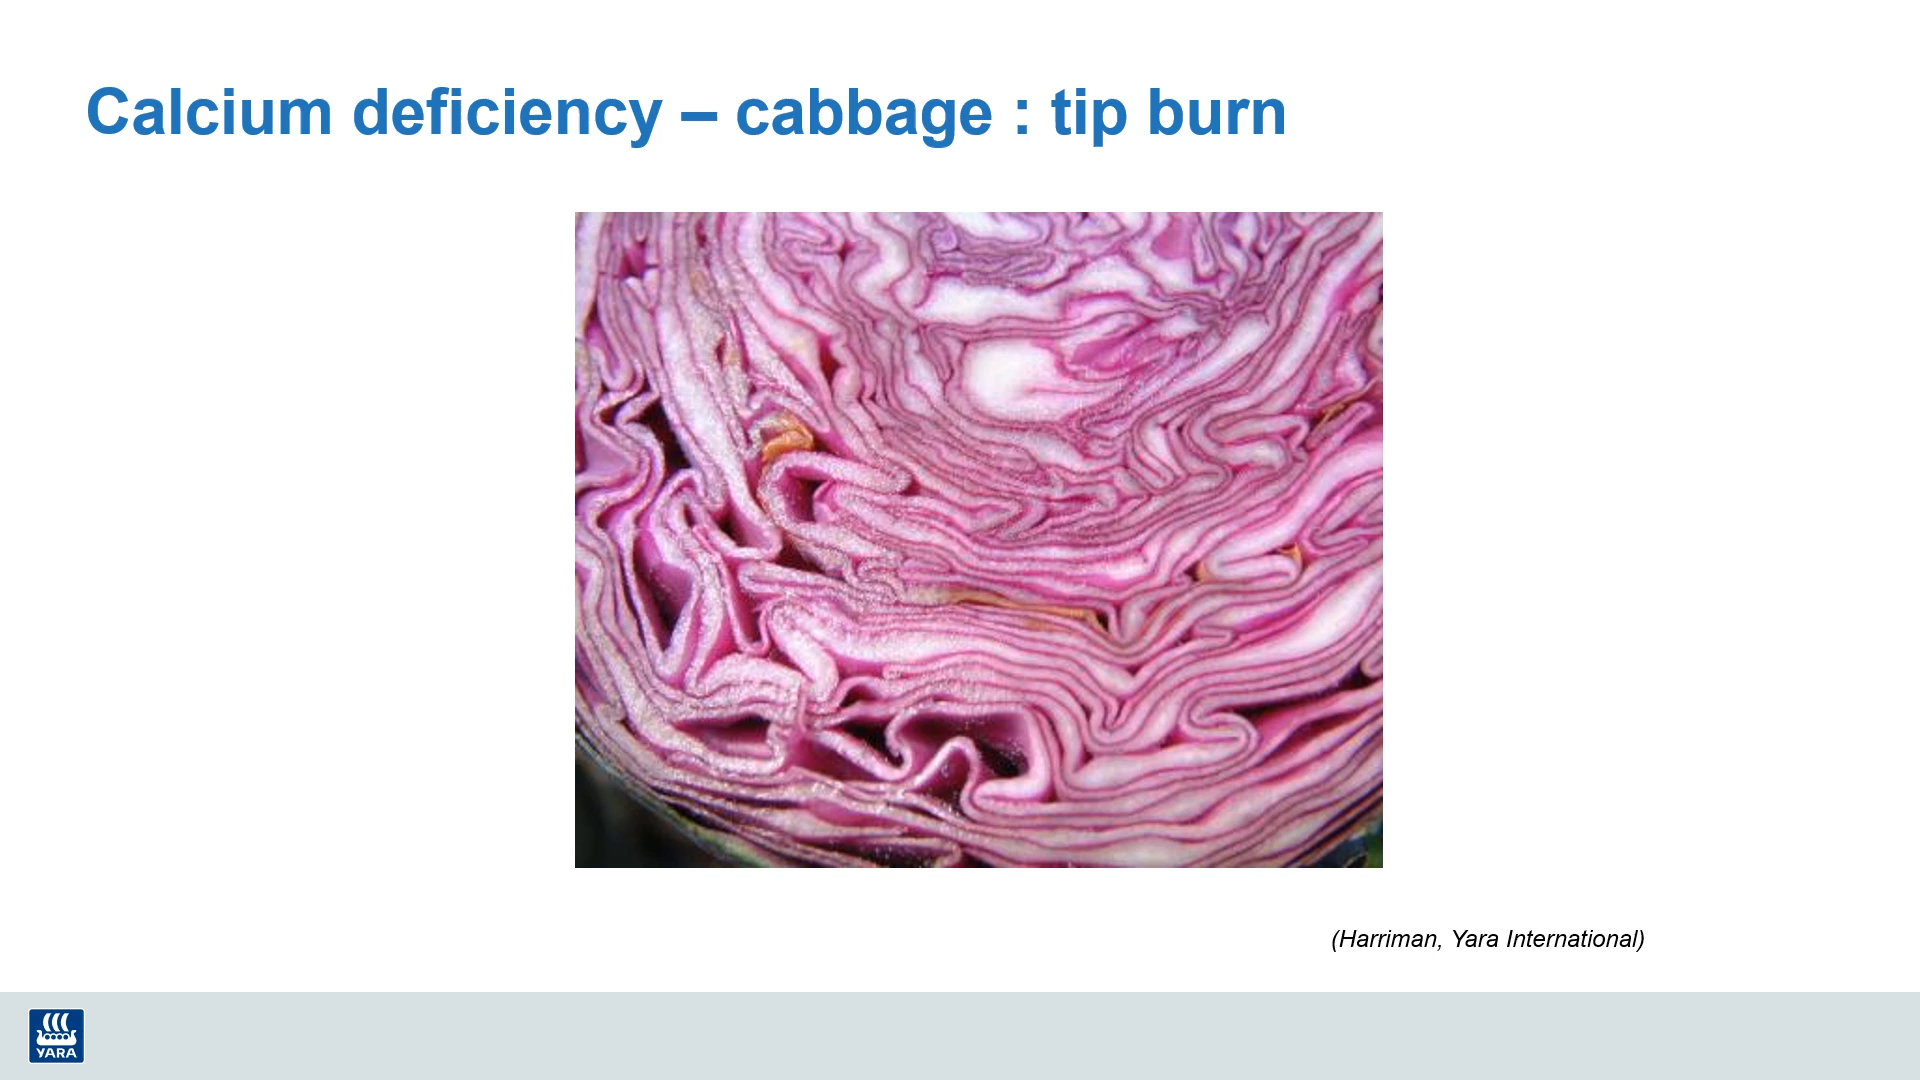 Calcium deficiency – cabbage : tip burn
(Harriman, Yara International)
YARA